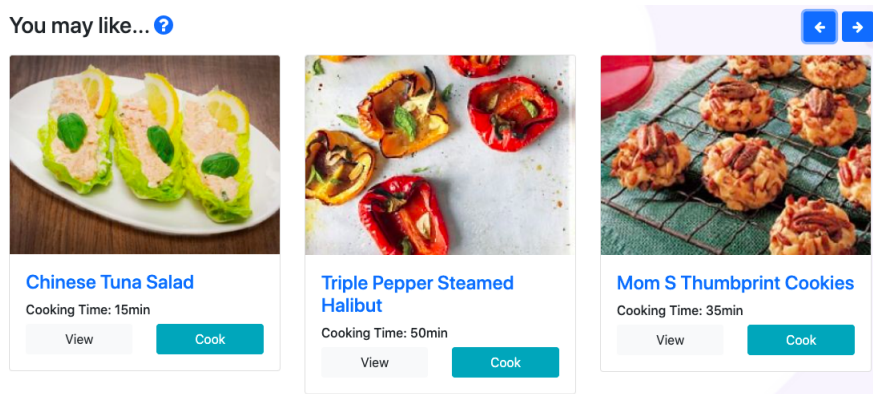 You may like...
Chinese Tuna Salad
Cooking Time: 15min
View Cook
Triple Pepper Steamed
Halibut
Cooking Time: 50min
View Cook
Mom S Thumbprint Cookies
Cooking Time: 35min
View Cook